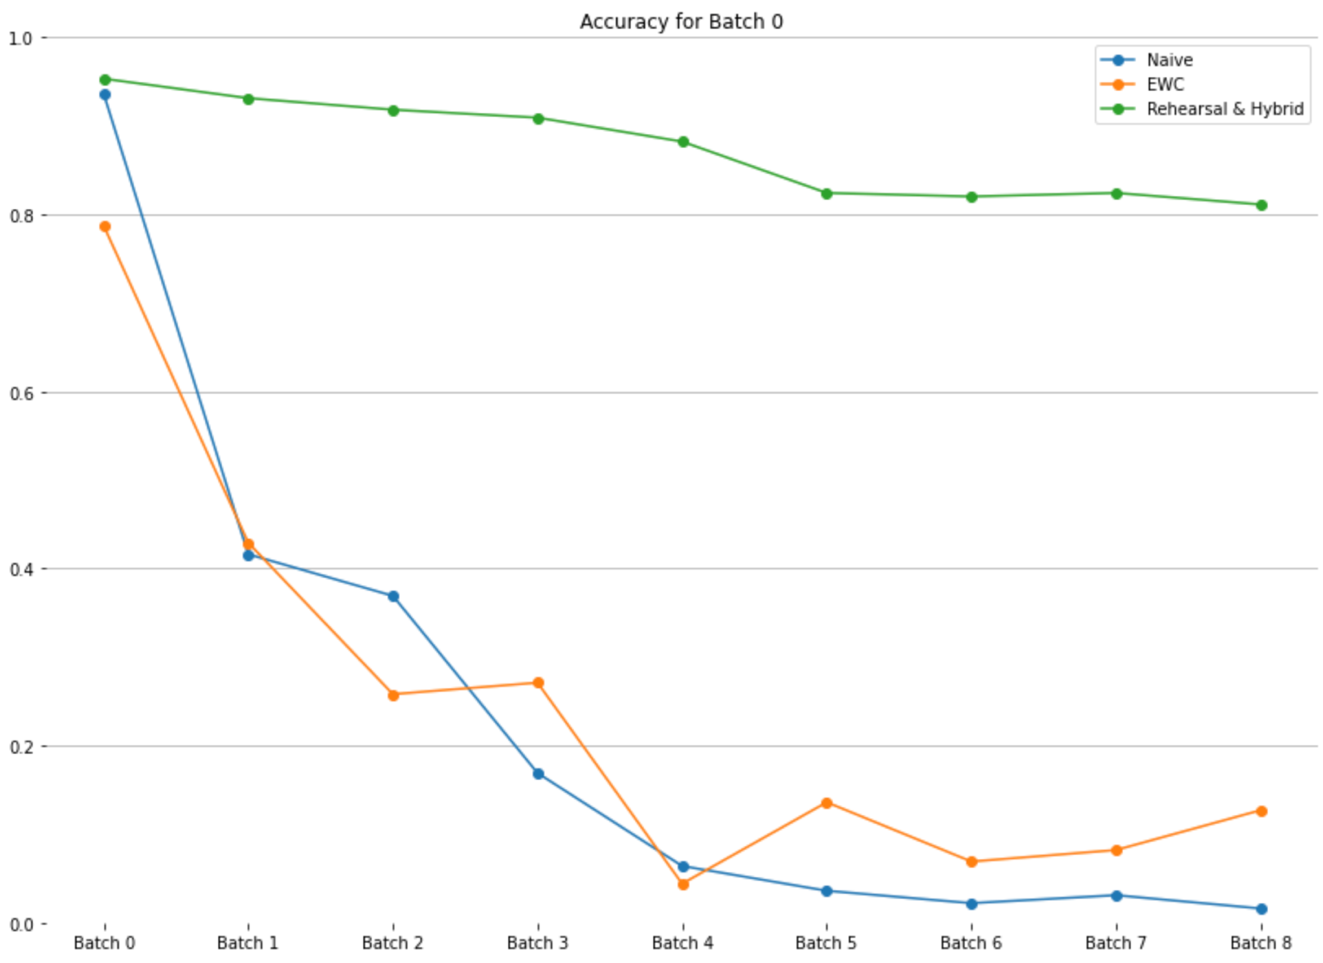 Accuracy for Batch 0
1.0
0.8
0.6
0.4
0.2
0.0
Naive
EWC
Rehearsal & Hybrid
Batch 0 Batch 1 Batch 2 Batch 3 Batch 4 Batch 5 Batch 6 Batch 7 Batch 8